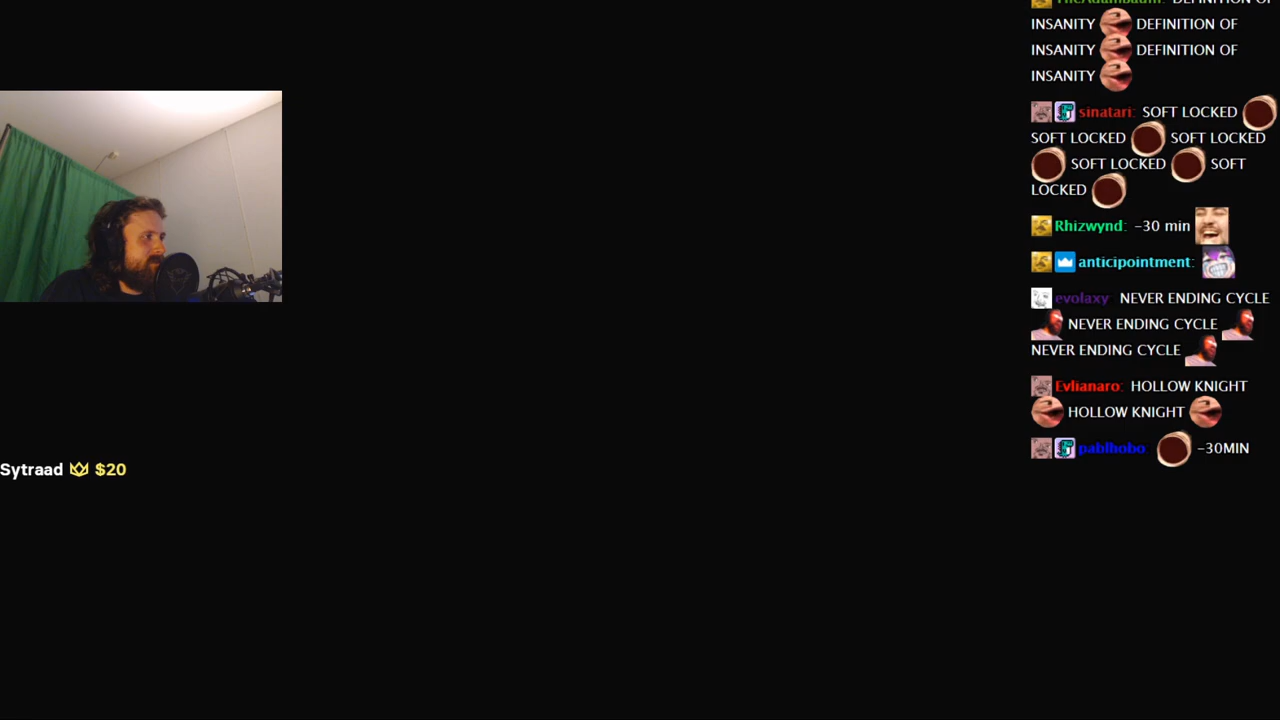 TheAdambaum: DEFINITION OF
INSANITY DEFINITION OF
INSANITY DEFINITION OF
INSANITY
sinatari: SOFT LOCKED
SOFT LOCKED SOFT LOCKED
SOFT LOCKED SOFT
LOCKED
Rhizwynd: -30 min
anticipointment:
evolaxy: NEVER ENDING CYCLE
NEVER ENDING CYCLE
NEVER ENDING CYCLE
Evlianaro: HOLLOW KNIGHT
HOLLOW KNIGHT
pablhobo: -30MIN
Sytraad $20